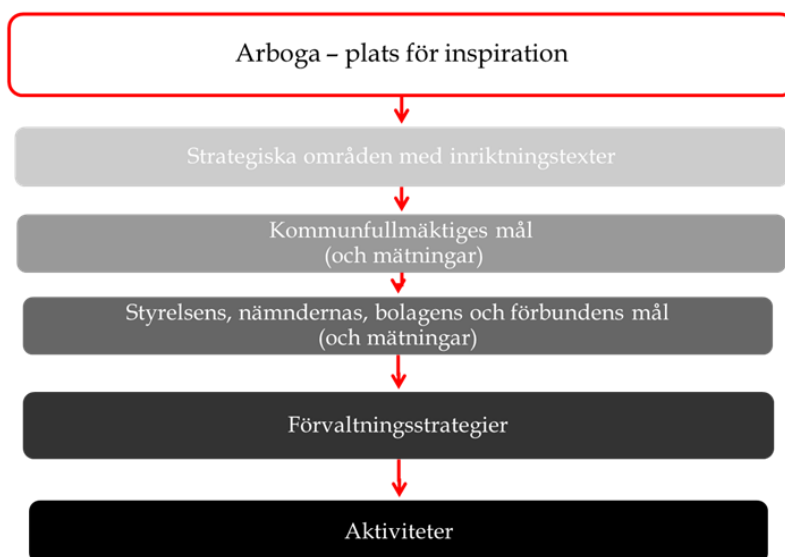 Arboga – plats för inspiration
Strategiska områden med inriktningstexter
Kommunfullmäktiges mål
(och mätningar)
Styrelsens, nämndernas, bolagens och förbundens mål
(och mätningar)
Förvaltningsstrategier
Aktiviteter